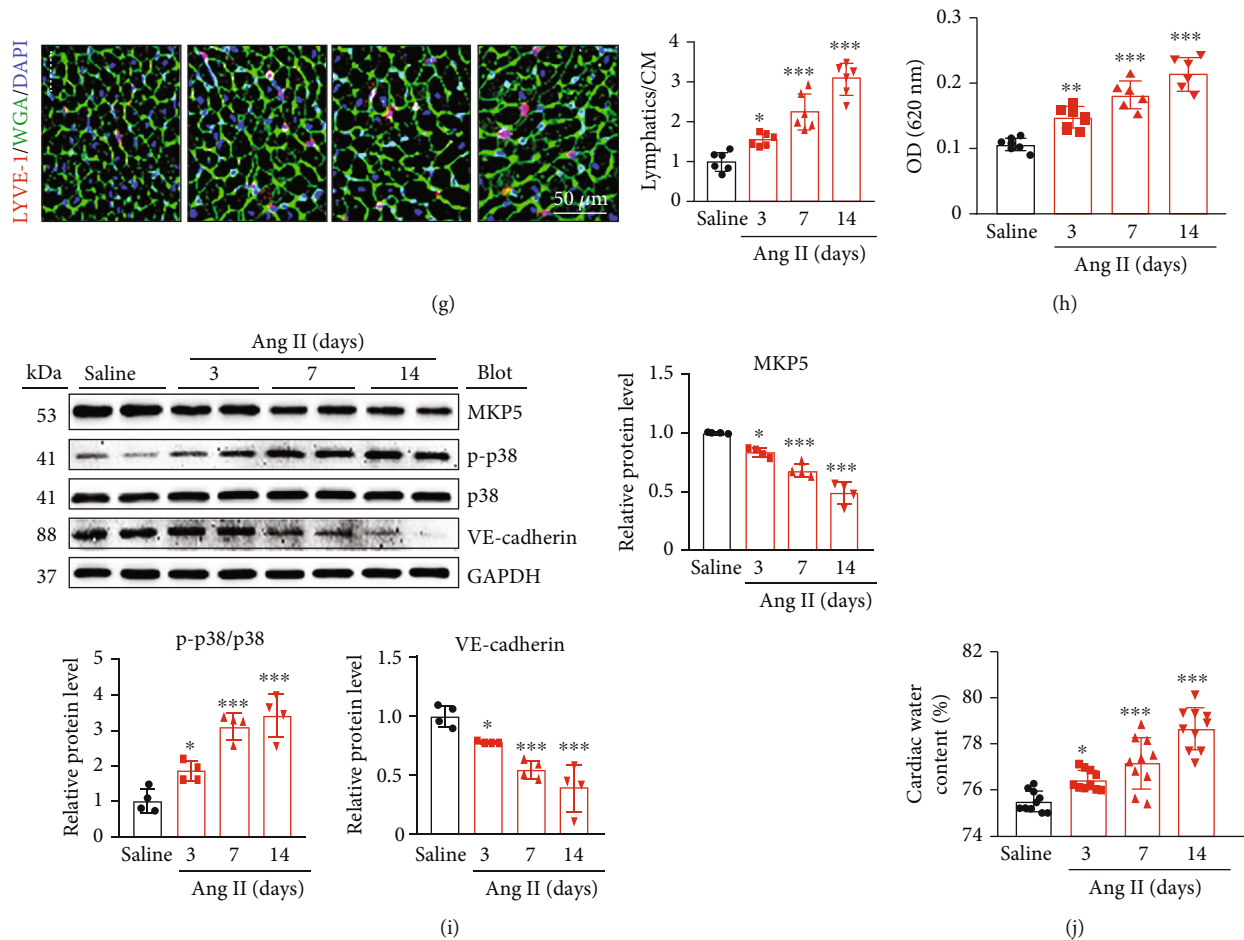 LYVE-1/WGA/DAPI
50 µm
Lymphatics/CM
4
3
2
1
0
*
***
***
Saline
3
7
14
Ang II (days)
(g)
OD (620 nm)
0.3
0.2
0.1
0
**
***
***
Saline
3
7
14
Ang II (days)
(h)
Ang II (days)
kDa
Saline
3
7
14
Blot
53
MKP5
41
p-p38
41
p38
88
VE-cadherin
37
GAPDH
MKP5
Relative protein level
1.5
1.0
0.5
0
*
***
***
Saline
3
7
14
Ang II (days)
p-p38/p38
Relative protein level
5
4
3
2
1
0
*
***
***
Saline
3
7
14
Ang II (days)
VE-cadherin
Relative protein level
1.5
1.0
0.5
0
*
***
***
Saline
3
7
14
Ang II (days)
(i)
Cardiac water
content (%)
82
80
78
76
74
*
***
***
Saline
3
7
14
Ang II (days)
(j)